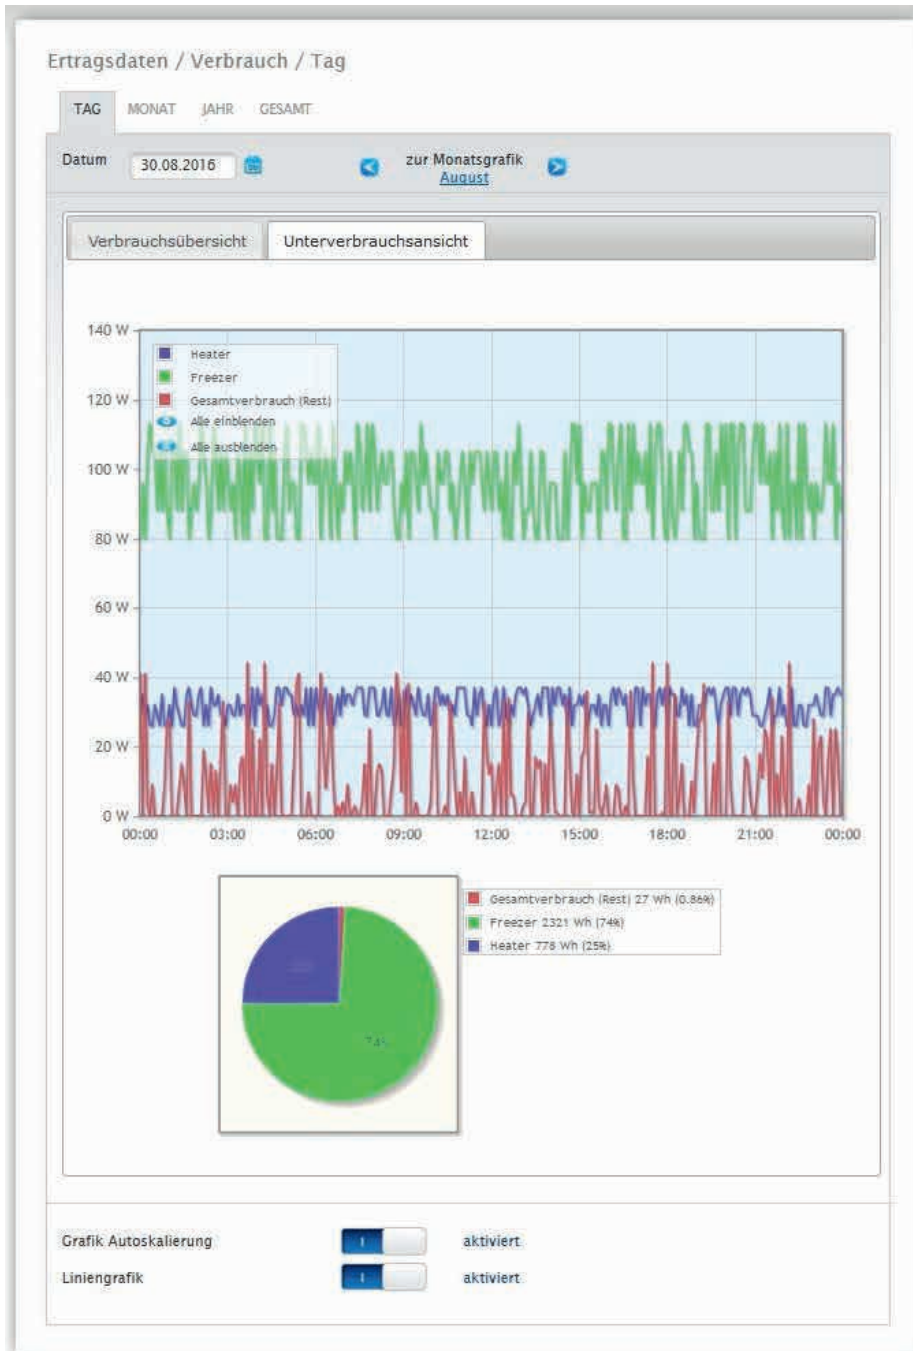 Ertragsdaten / Verbrauch / Tag
TAG MONAT JAHR GESAMT
Datum 30.08.2016 zur Monatsgrafik
August
Verbrauchsübersicht Unterverbrauchsansicht
140 W
Heater
Freezer
120 W
Gesamtverbrauch (Rest)
Alle einblenden
Alle ausblenden
100 W
80 W
60 W
40 W
20 W
0 W
00:00 03:00 06:00 09:00 12:00 15:00 18:00 21:00 00:00
Gesamtverbrauch (Rest) 27 Wh (0.86%)
Freezer 2321 Wh (74%)
Heater 778 Wh (25%)
74%
Grafik Autoskalierung I aktiviert
Liniengrafik I aktiviert